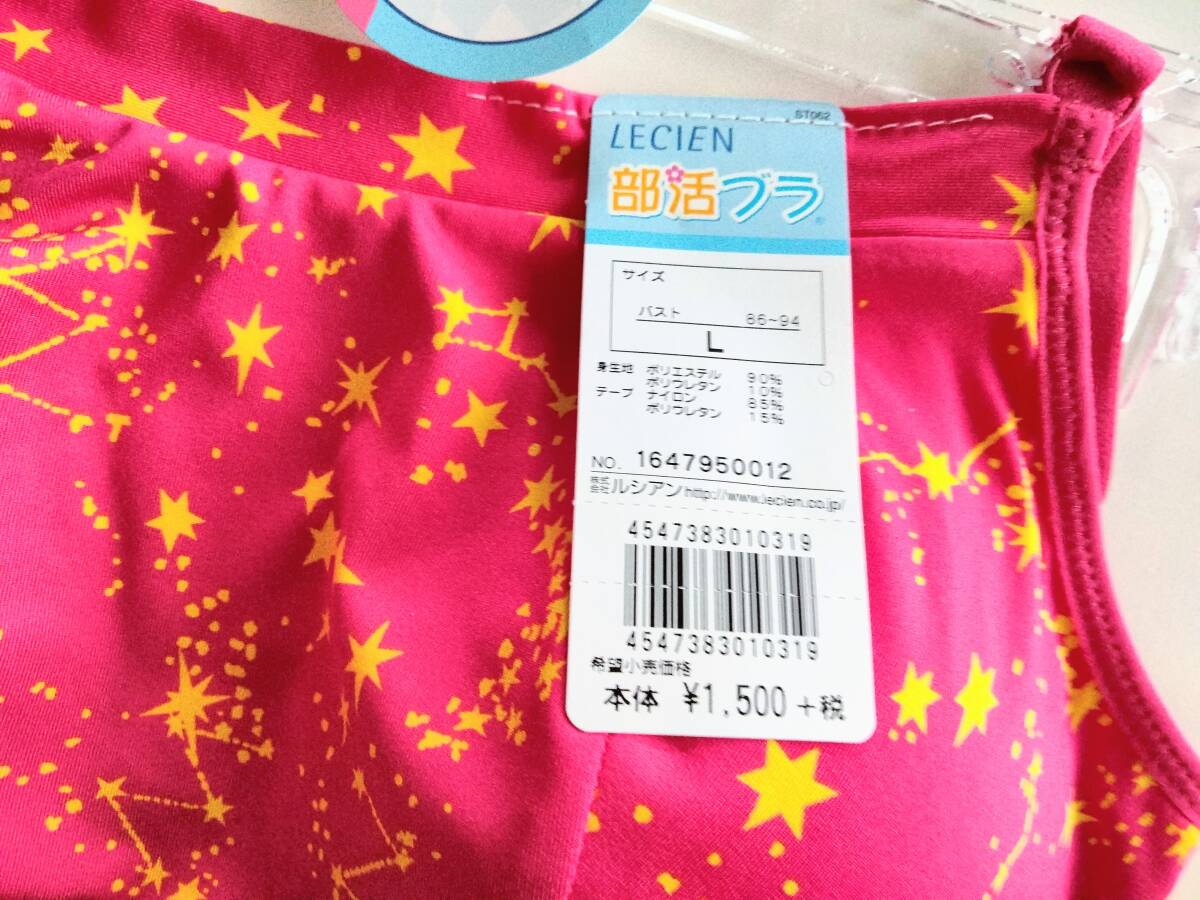 ST062
LECIEN
部活ブラ®
サイズ
バスト 86~94
L
身生地 ポリエステル 90%
ポリウレタン 10%
テープ ナイロン 85%
ポリウレタン 15%
NO. 1647950012
株式会社 ルシアン http://www.lecien.co.jp/
4547383010319
4547383010319
希望小売価格
本体 ¥1,500 +税